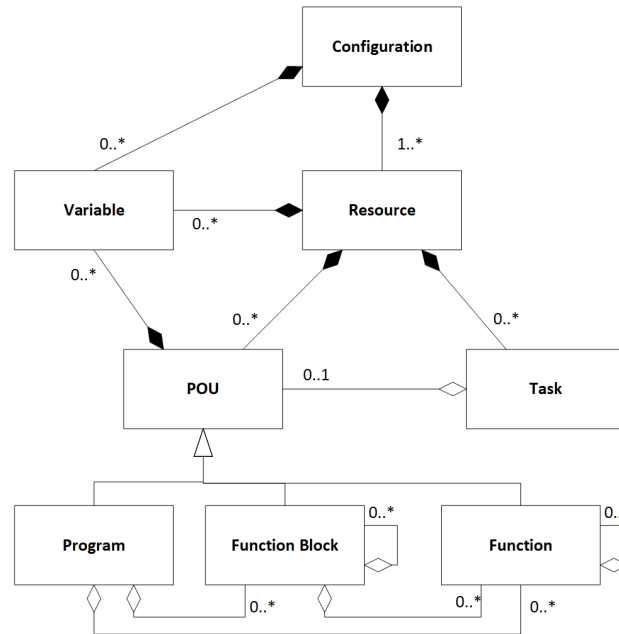 Configuration
0..*
1..*
Variable
0..*
Resource
0..*
0..*
0..*
POU
0..1
Task
0..*
0..
Program
Function Block
Function
0..*
0..*
0..*